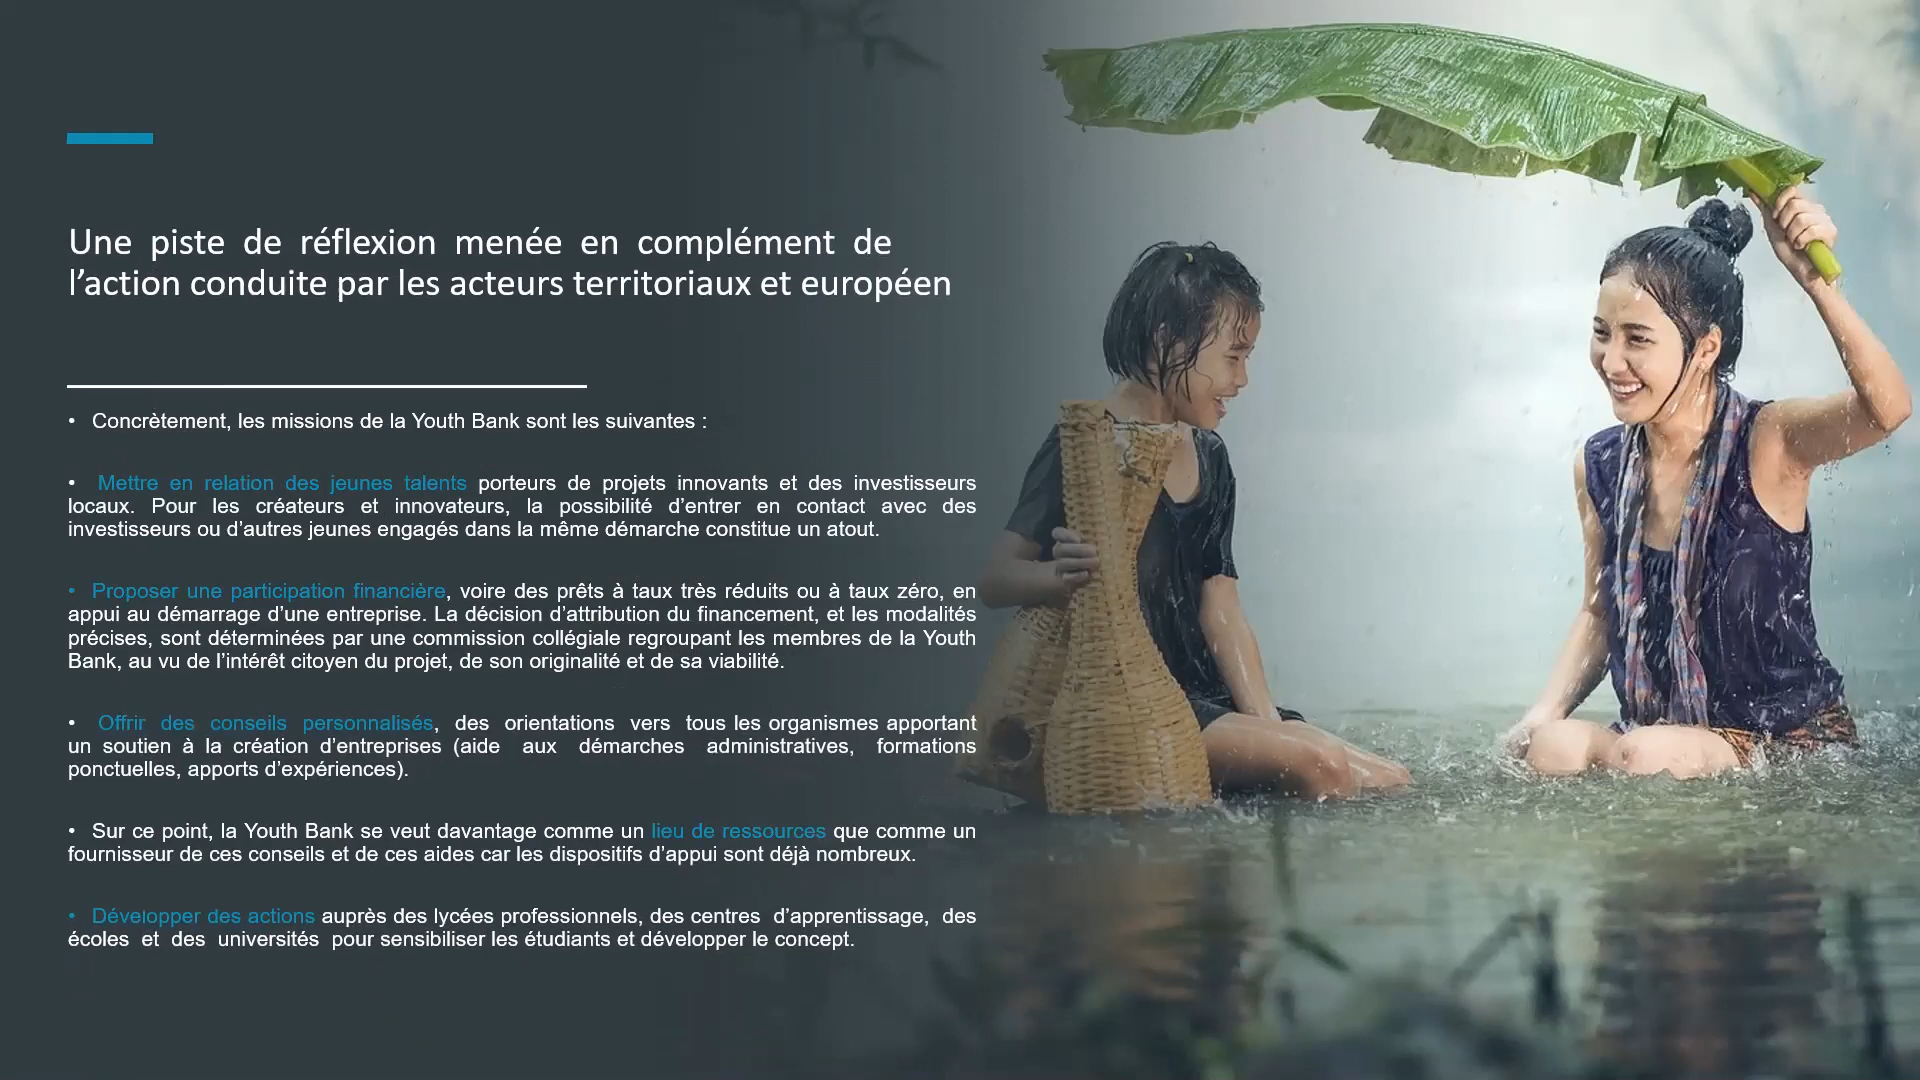 Une piste de réflexion menée en complément de
l’action conduite par les acteurs territoriaux et européen
• Concrètement, les missions de la Youth Bank sont les suivantes :
• Mettre en relation des jeunes talents porteurs de projets innovants et des investisseurs
locaux. Pour les créateurs et innovateurs, la possibilité d’entrer en contact avec des
investisseurs ou d’autres jeunes engagés dans la même démarche constitue un atout.
• Proposer une participation financière, voire des prêts à taux très réduits ou à taux zéro, en
appui au démarrage d’une entreprise. La décision d’attribution du financement, et les modalités
précises, sont déterminées par une commission collégiale regroupant les membres de la Youth
Bank, au vu de l’intérêt citoyen du projet, de son originalité et de sa viabilité.
• Offrir des conseils personnalisés, des orientations vers tous les organismes apportant
un soutien à la création d’entreprises (aide aux démarches administratives, formations
ponctuelles, apports d’expériences).
• Sur ce point, la Youth Bank se veut davantage comme un lieu de ressources que comme un
fournisseur de ces conseils et de ces aides car les dispositifs d’appui sont déjà nombreux.
• Développer des actions auprès des lycées professionnels, des centres d’apprentissage, des
écoles et des universités pour sensibiliser les étudiants et développer le concept.